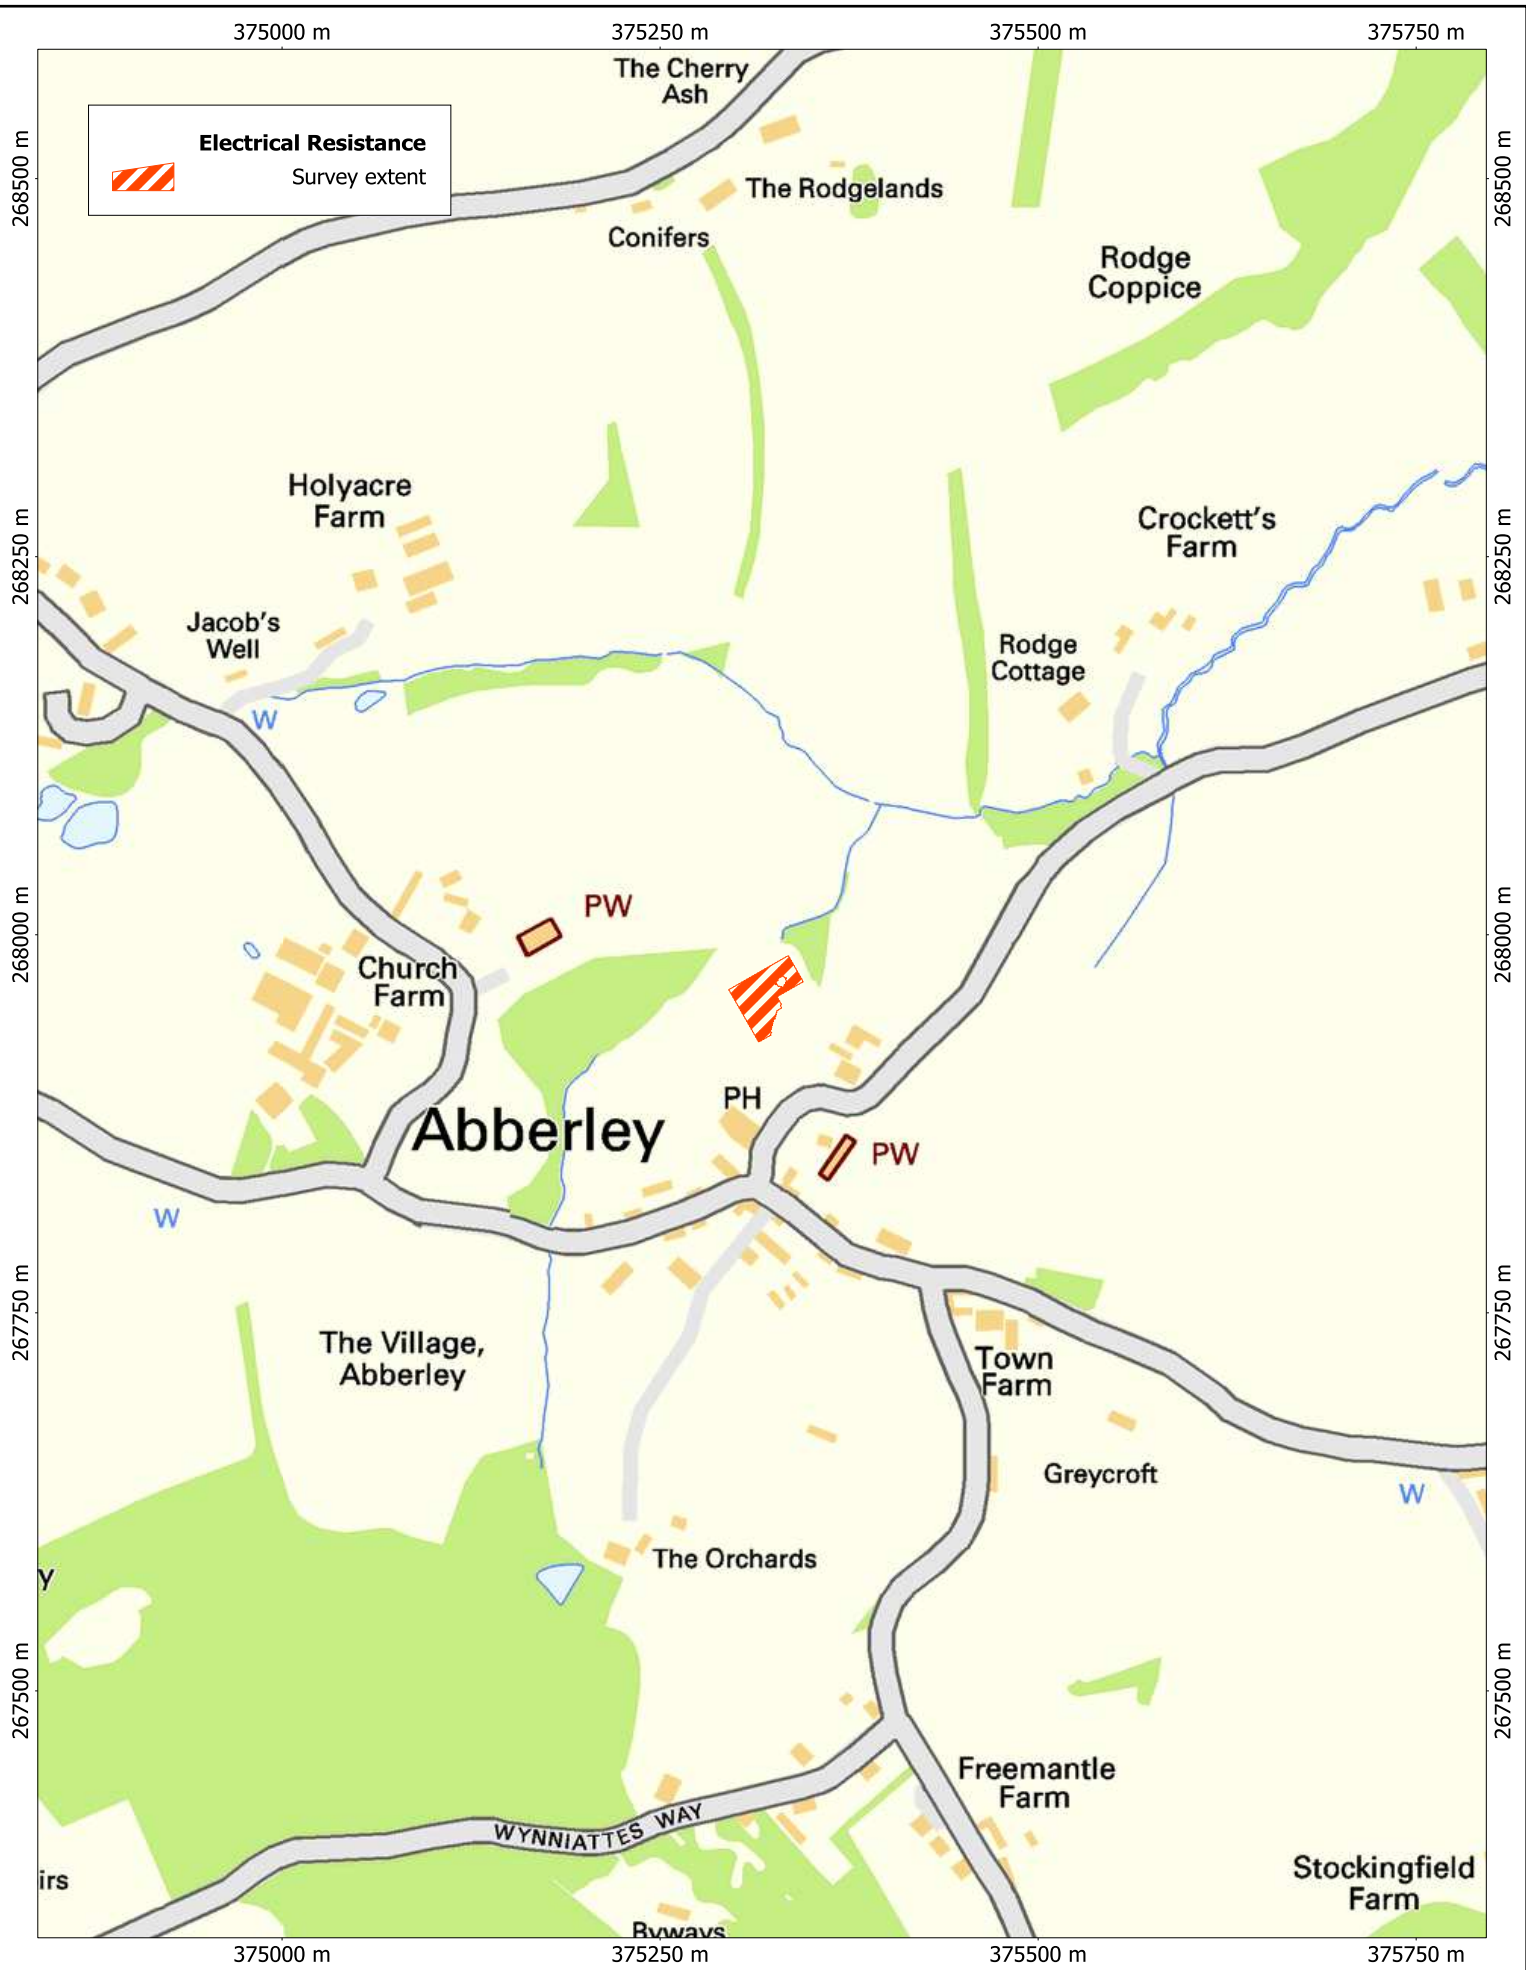 375000 m
375250 m
375500 m
375750 m
The Cherry
Ash
Electrical Resistance
Survey extent
268500 m
268500 m
The Rodgelands
Conifers
Rodge
Coppice
Holyacre
Farm
Crockett's
Farm
268250 m
268250 m
Jacob's
Well
Rodge
Cottage
W
PW
268000 m
268000 m
Church
Farm
PH
Abberley
PW
W
267750 m
267750 m
The Village,
Abberley
Town
Farm
Greycroft
W
The Orchards
y
267500 m
267500 m
Freemantle
Farm
WYNNIATTES WAY
irs
Stockingfield
Farm
Byways
375000 m
375250 m
375500 m
375750 m